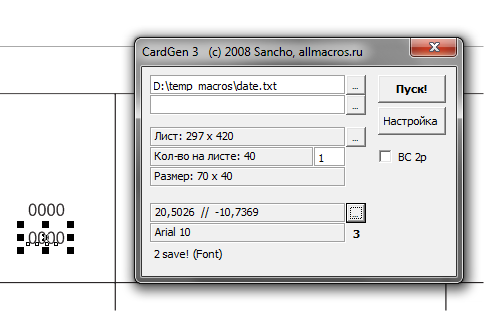 CardGen 3 (c) 2008 Sancho, allmacros.ru
D:\temp_macros\date.txt
...
Пуск!
...
Настройка
Лист: 297 x 420
...
Кол-во на листе: 40
1
ВС 2р
Размер: 70 x 40
20,5026 // -10,7369
...
Arial 10
3
2 save! (Font)
0000
0000